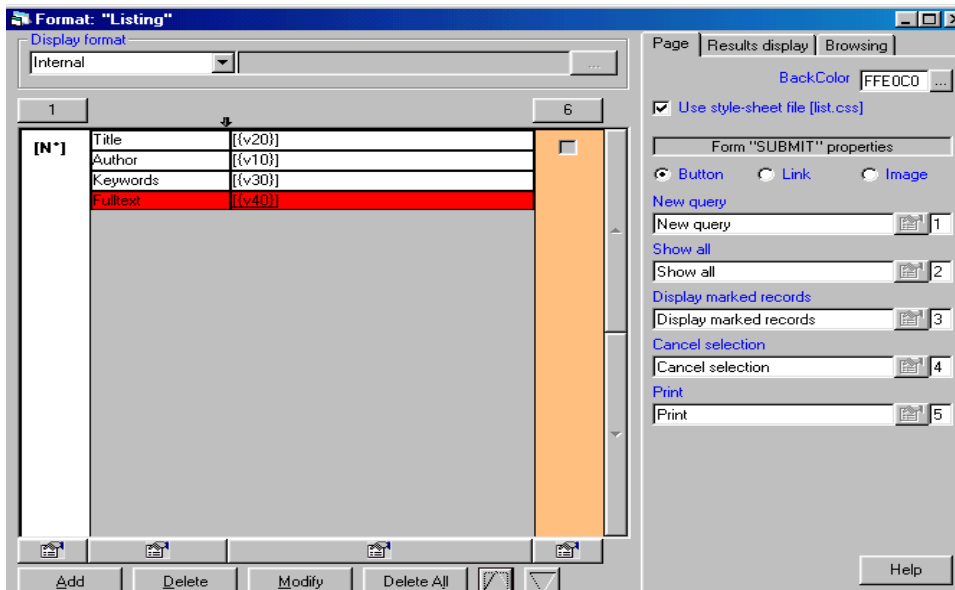 Format: "Listing"
Display format
Internal
...
1
6
[N°]
Title [{v20}]
Author [{v10}]
Keywords [{v30}]
Fulltext [{v40}]
Add Delete Modify Delete All
Page Results display Browsing
BackColor FFE0C0 ...
Use style-sheet file [list.css]
Form "SUBMIT" properties
Button Link Image
New query
New query 1
Show all
Show all 2
Display marked records
Display marked records 3
Cancel selection
Cancel selection 4
Print
Print 5
Help